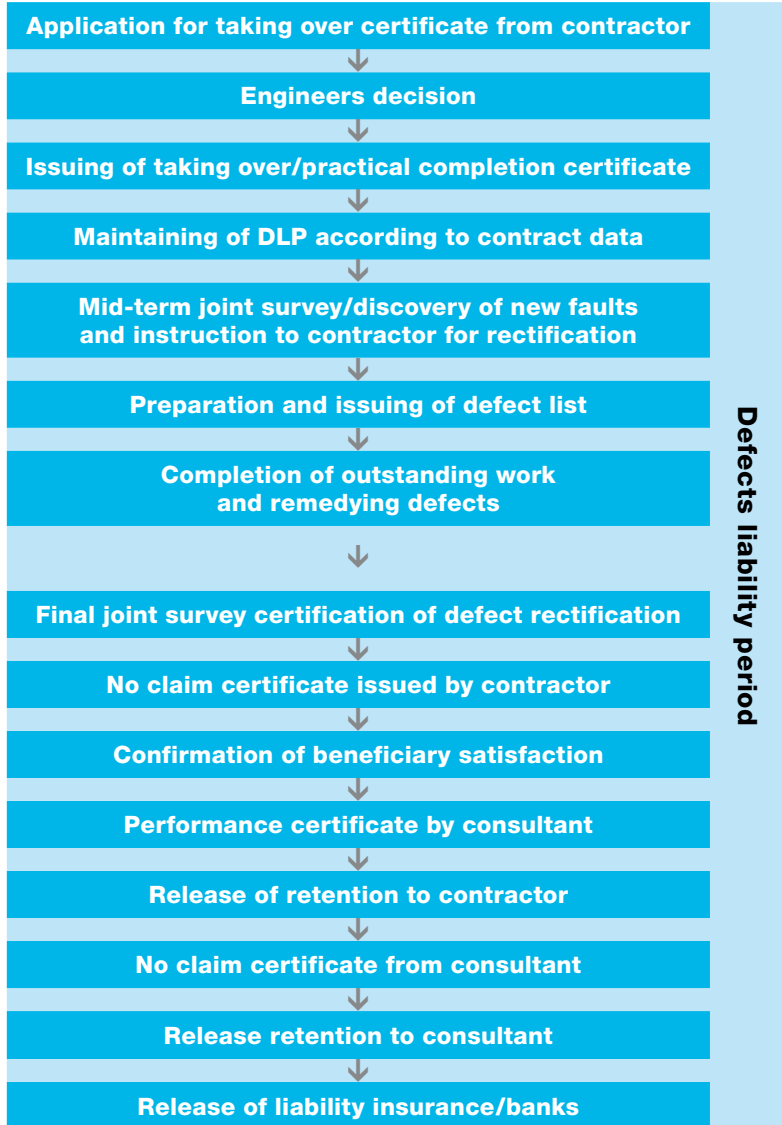 Application for taking over certificate from contractor
Engineers decision
Issuing of taking over/practical completion certificate
Maintaining of DLP according to contract data
Mid-term joint survey/discovery of new faults
and instruction to contractor for rectification
Preparation and issuing of defect list
Completion of outstanding work
and remedying defects
Final joint survey certification of defect rectification
No claim certificate issued by contractor
Confirmation of beneficiary satisfaction
Performance certificate by consultant
Release of retention to contractor
No claim certificate from consultant
Release retention to consultant
Release of liability insurance/banks
Defects liability period